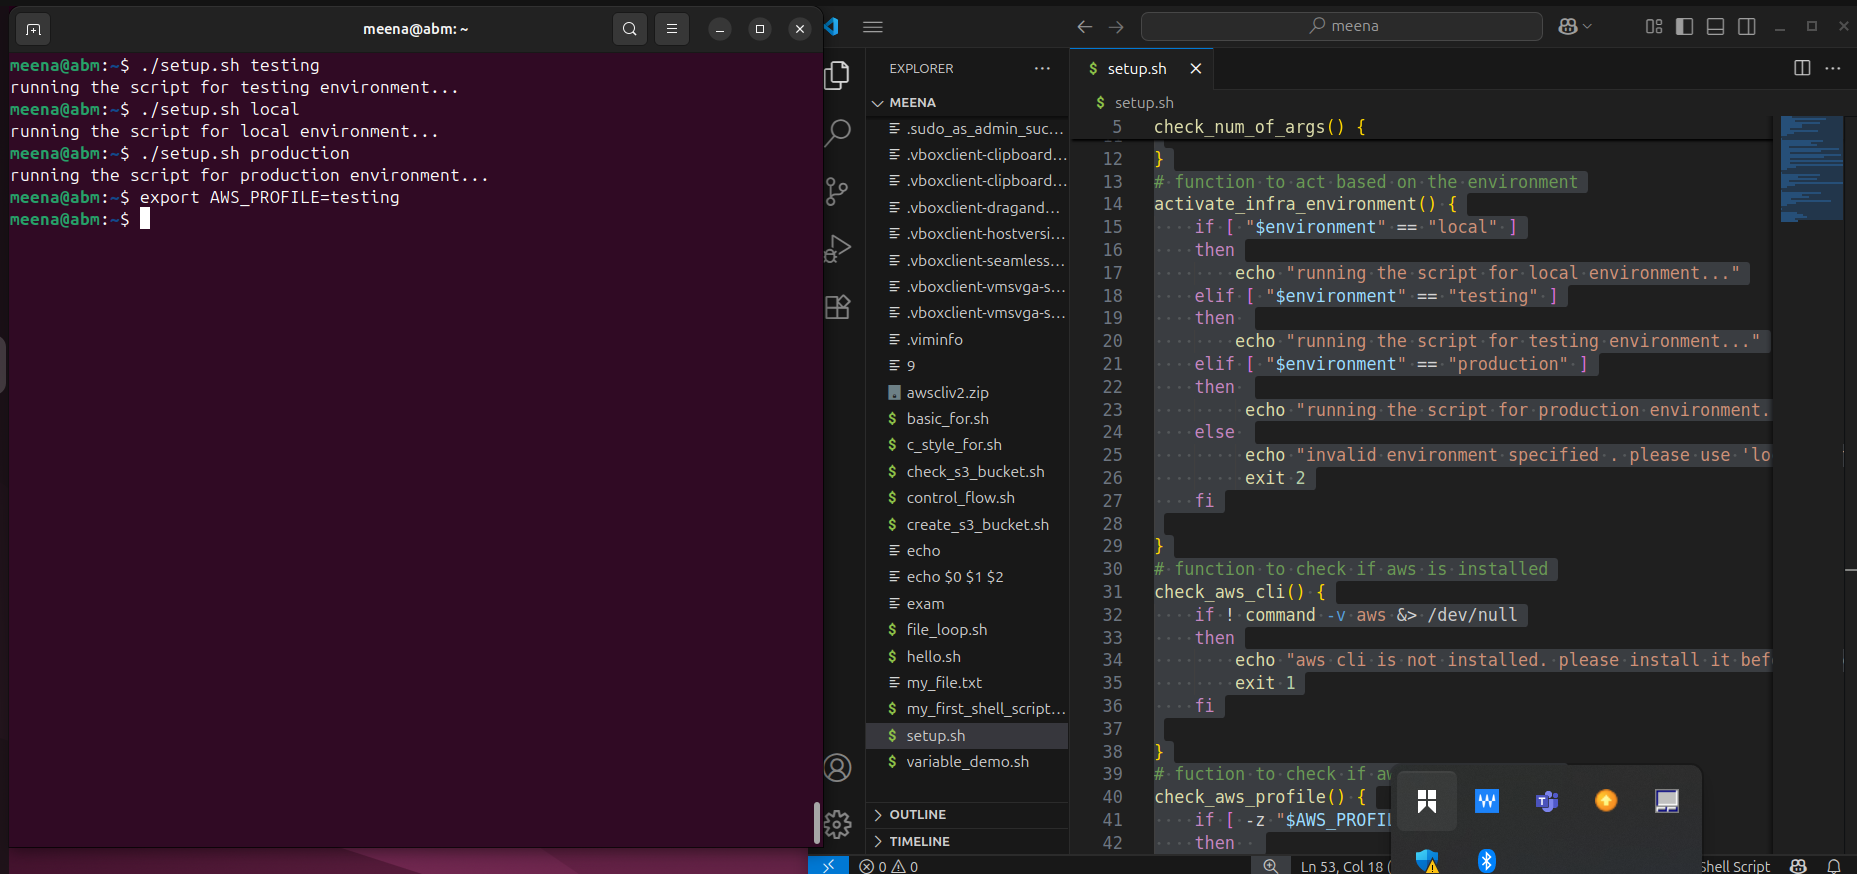 meena@abm: ~
meena@abm:~$ ./setup.sh testing
running the script for testing environment...
meena@abm:~$ ./setup.sh local
running the script for local environment...
meena@abm:~$ ./setup.sh production
running the script for production environment...
meena@abm:~$ export AWS_PROFILE=testing
meena@abm:~$
meena
EXPLORER
MEENA
.sudo_as_admin_suc...
.vboxclient-clipboard...
.vboxclient-clipboard...
.vboxclient-dragand...
.vboxclient-hostversi...
.vboxclient-seamless...
.vboxclient-vmsvga-s...
.vboxclient-vmsvga-s...
.viminfo
9
awscliv2.zip
$ basic_for.sh
$ c_style_for.sh
$ check_s3_bucket.sh
$ control_flow.sh
$ create_s3_bucket.sh
echo
echo $0 $1 $2
exam
$ file_loop.sh
$ hello.sh
my_file.txt
$ my_first_shell_script...
$ setup.sh
$ variable_demo.sh
OUTLINE
TIMELINE
$ setup.sh
$ setup.sh
5 check_num_of_args() {
12 }
13 # function to act based on the environment
14 activate_infra_environment() {
15 if [ "$environment" == "local" ]
16 then
17 echo "running the script for local environment..."
18 elif [ "$environment" == "testing" ]
19 then
20 echo "running the script for testing environment..."
21 elif [ "$environment" == "production" ]
22 then
23 echo "running the script for production environment.
24 else
25 echo "invalid environment specified . please use 'lo
26 exit 2
27 fi
28
29 }
30 # function to check if aws is installed
31 check_aws_cli() {
32 if ! command -v aws &> /dev/null
33 then
34 echo "aws cli is not installed. please install it bef
35 exit 1
36 fi
37
38 }
39 # fuction to check if aw
40 check_aws_profile() {
41 if [ -z "$AWS_PROFIL
42 then
0 0
Ln 53, Col 18 (
Shell Script